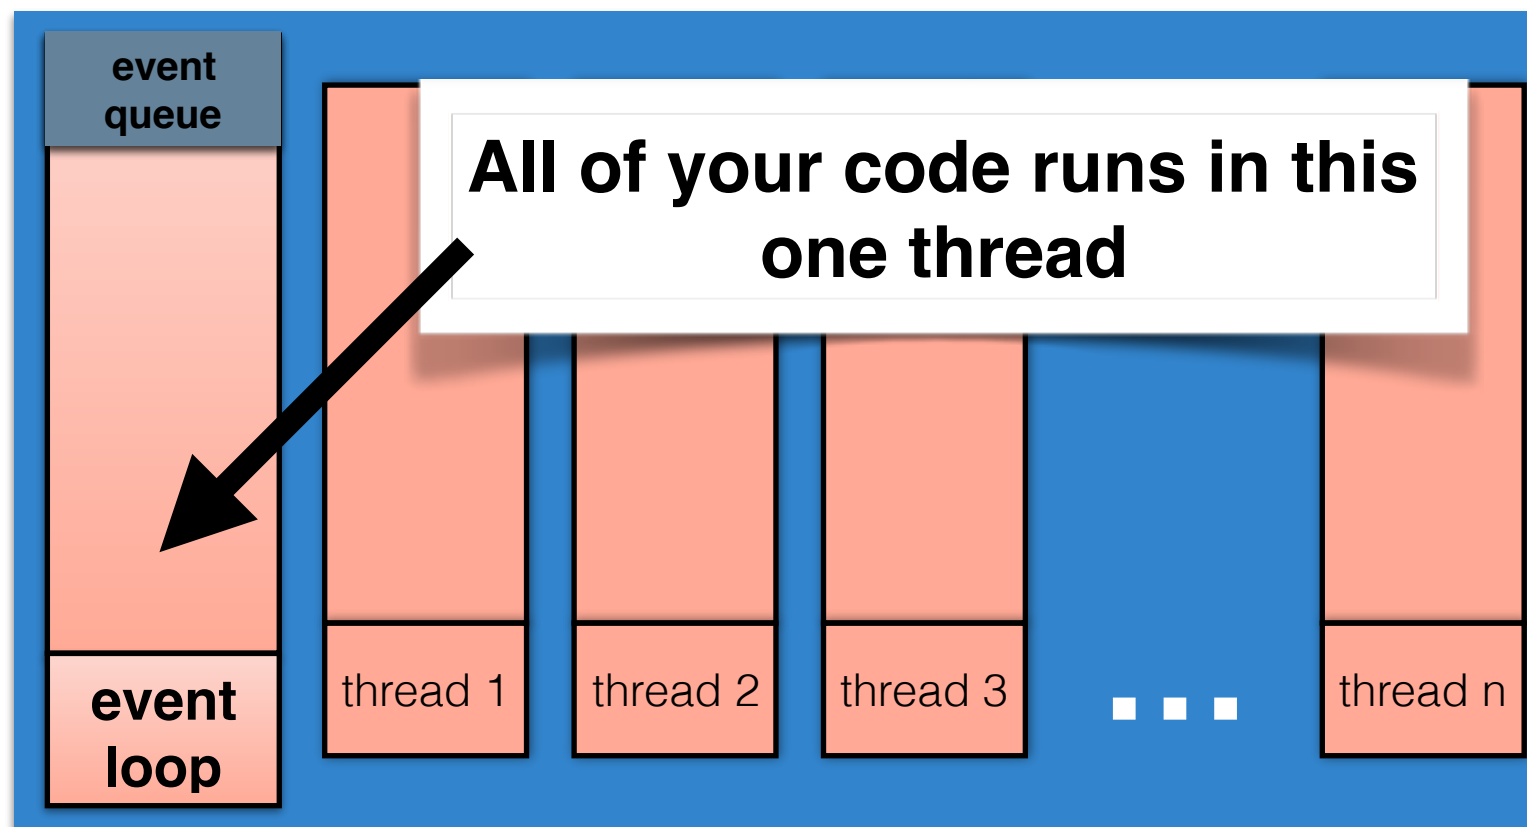 event
queue
All of your code runs in this
one thread
thread 1
thread 2
thread 3
...
thread n
event
loop